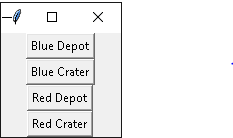 Blue Depot
Blue Crater
Red Depot
Red Crater